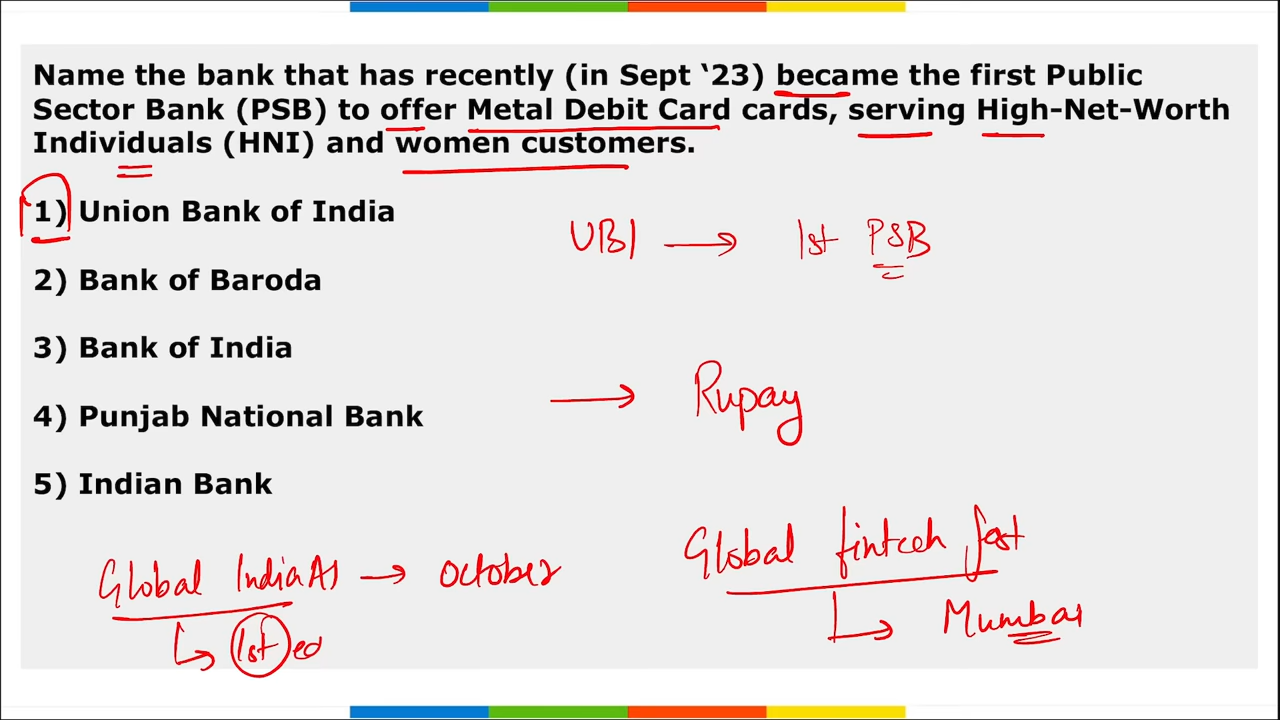 Name the bank that has recently (in Sept ‘23) became the first Public
Sector Bank (PSB) to offer Metal Debit Card cards, serving High-Net-Worth
Individuals (HNI) and women customers.
1) Union Bank of India
UBI → 1st PSB
2) Bank of Baroda
3) Bank of India
4) Punjab National Bank
→ Rupay
5) Indian Bank
Global fintech fest
Global IndiaAI → October
Mumbai
1st ed